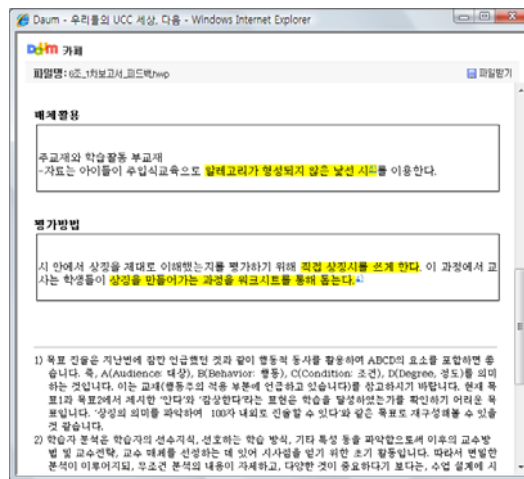 Daum - 우리들의 UCC 세상, 다음 - Windows Internet Explorer
Daum 카페
파일명: 6조_1차보고서_피드백.hwp 파일받기
매체활용
주교재와 학습활동 부교재
-자료는 아이들이 주입식교육으로 알레고리가 형성되지 않은 낯선 시를 이용한다.
평가방법
시 안에서 상징을 제대로 이해했는지를 평가하기 위해 직접 상징시를 쓰게 한다. 이 과정에서 교
사는 학생들이 상징을 만들어가는 과정을 워크시트를 통해 돕는다.
1) 목표 진술은 지난번에 잠깐 언급했던 것과 같이 행동적 동사를 활용하여 ABCD의 요소를 포함하면 좋
습니다. 즉, A(Audience: 대상), B(Behavior: 행동), C(Condition: 조건), D(Degree, 정도)를 의미
하는 것입니다. 이는 교재(행동주의 적용 부분에 언급하고 있습니다)를 참고하시기 바랍니다. 현재 목
표1과 목표2에서 제시한 '안다'와 '감상한다'라는 표현은 학습을 달성하였는가를 확인하기 어려운 목
표입니다. '상징의 의미를 파악하여 100자 내외로 진술할 수 있다'와 같은 목표로 재구성해볼 수 있을
것 같습니다.
2) 학습자 분석은 학습자의 선수지식, 선호하는 학습 방식, 기타 특성 등을 파악함으로써 이후의 교수방
법 및 교수전략, 교수 매체를 선정하는 데 있어 시사점을 얻기 위한 초기 활동입니다. 따라서 면밀한
분석이 이루어지되, 무조건 분석의 내용이 자세하고, 다양한 것이 중요하다기 보다는, 수업 설계에 시